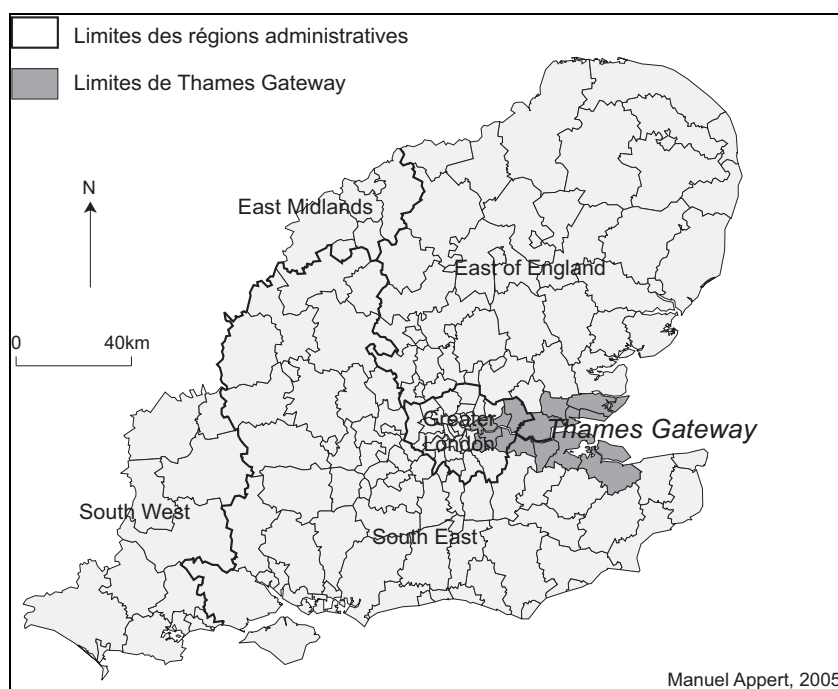 Limites des régions administratives
Limites de Thames Gateway
N
East Midlands
East of England
0 40km
Greater
London
Thames Gateway
South West
South East
Manuel Appert, 2005